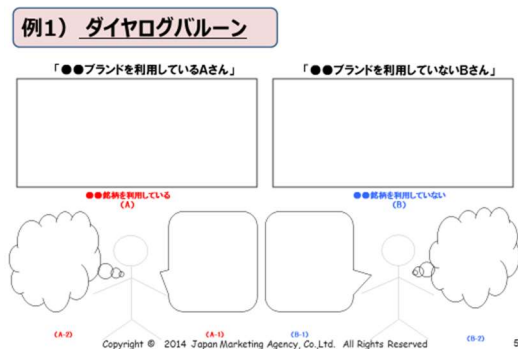 例1) ダイヤログバルーン
「●●ブランドを利用しているAさん」
「●●ブランドを利用していないBさん」
●●銘柄を利用している
(A)
●●銘柄を利用していない
(B)
(A-2)
(A-1)
(B-1)
(B-2)
Copyright © 2014 Japan Marketing Agency, Co.,Ltd. All Rights Reserved
5